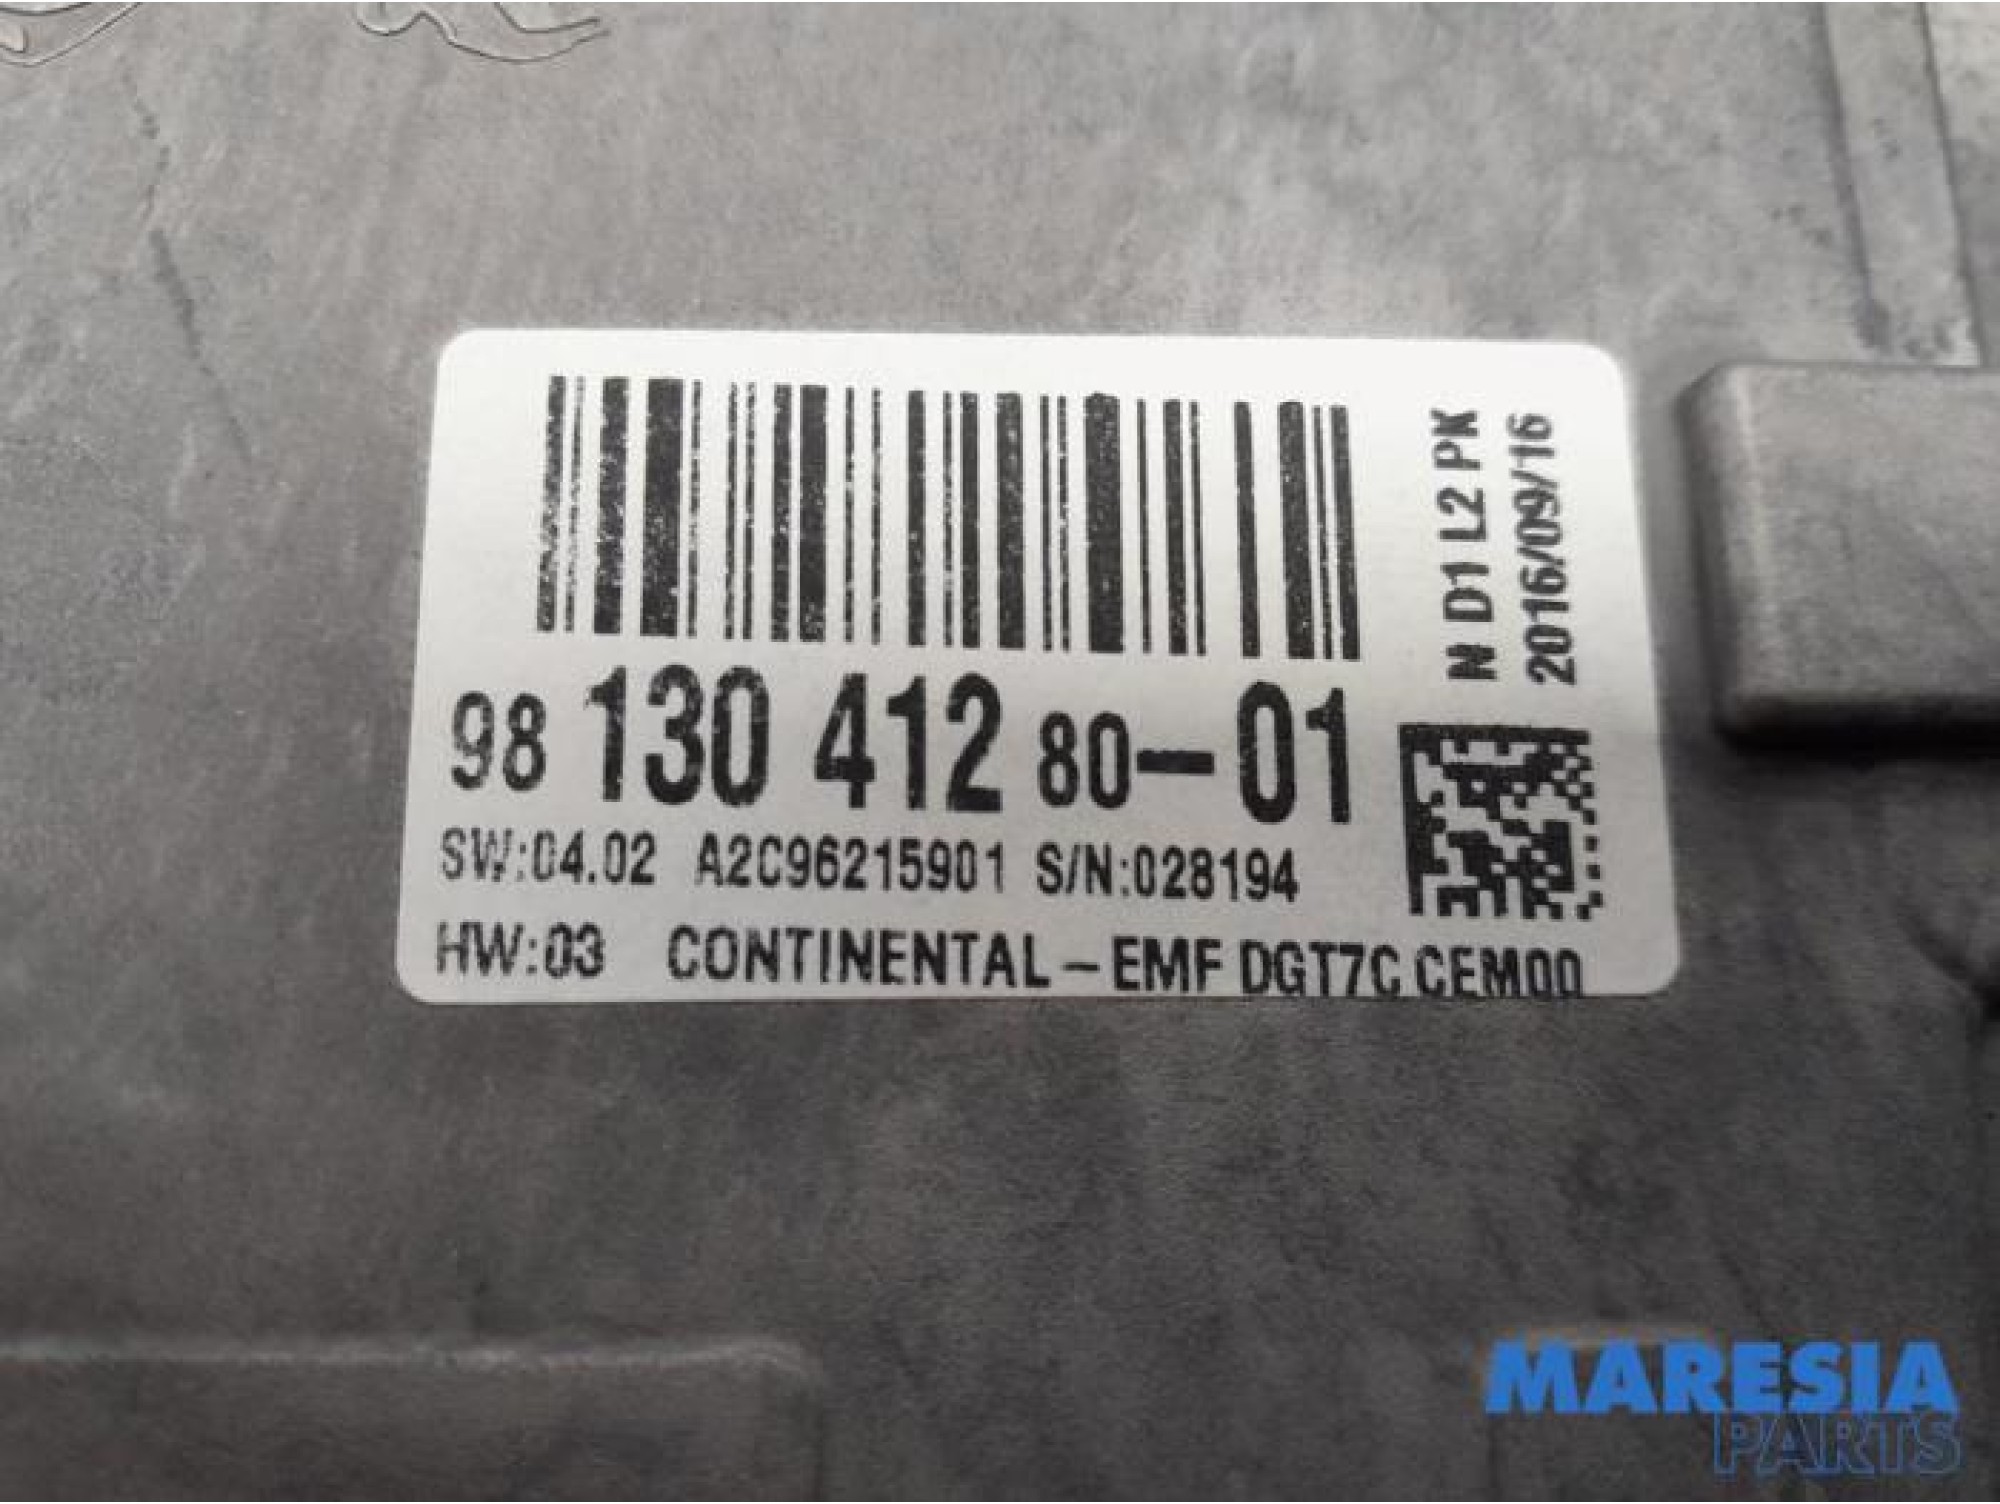 N D1 L2 PK
2016/09/16
98 130 412 80-01
SW:04.02 A2C96215901 S/N:028194
HW:03 CONTINENTAL-EMF DGT7C CEM00
MARESIA
PARTS